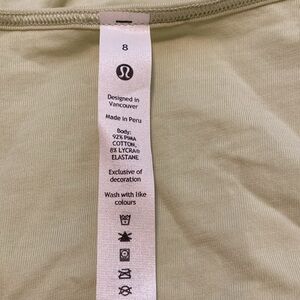 8
Designed in
Vancouver
Made in Peru
Body:
92% PIMA
COTTON,
8% LYCRA®
ELASTANE
Exclusive of
decoration
Wash with like
colours